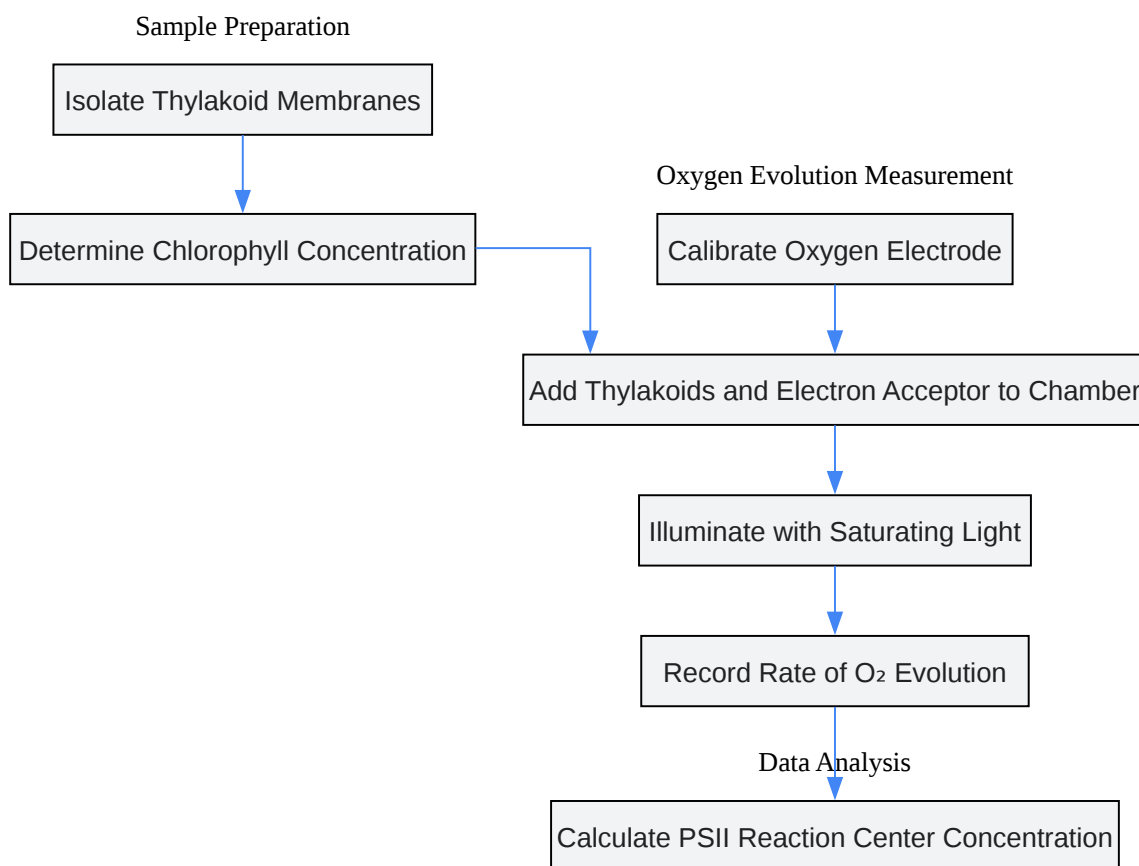 Sample Preparation
Isolate Thylakoid Membranes
Determine Chlorophyll Concentration
Oxygen Evolution Measurement
Calibrate Oxygen Electrode
Add Thylakoids and Electron Acceptor to Chamber
Illuminate with Saturating Light
Record Rate of O₂ Evolution
Data Analysis
Calculate PSII Reaction Center Concentration